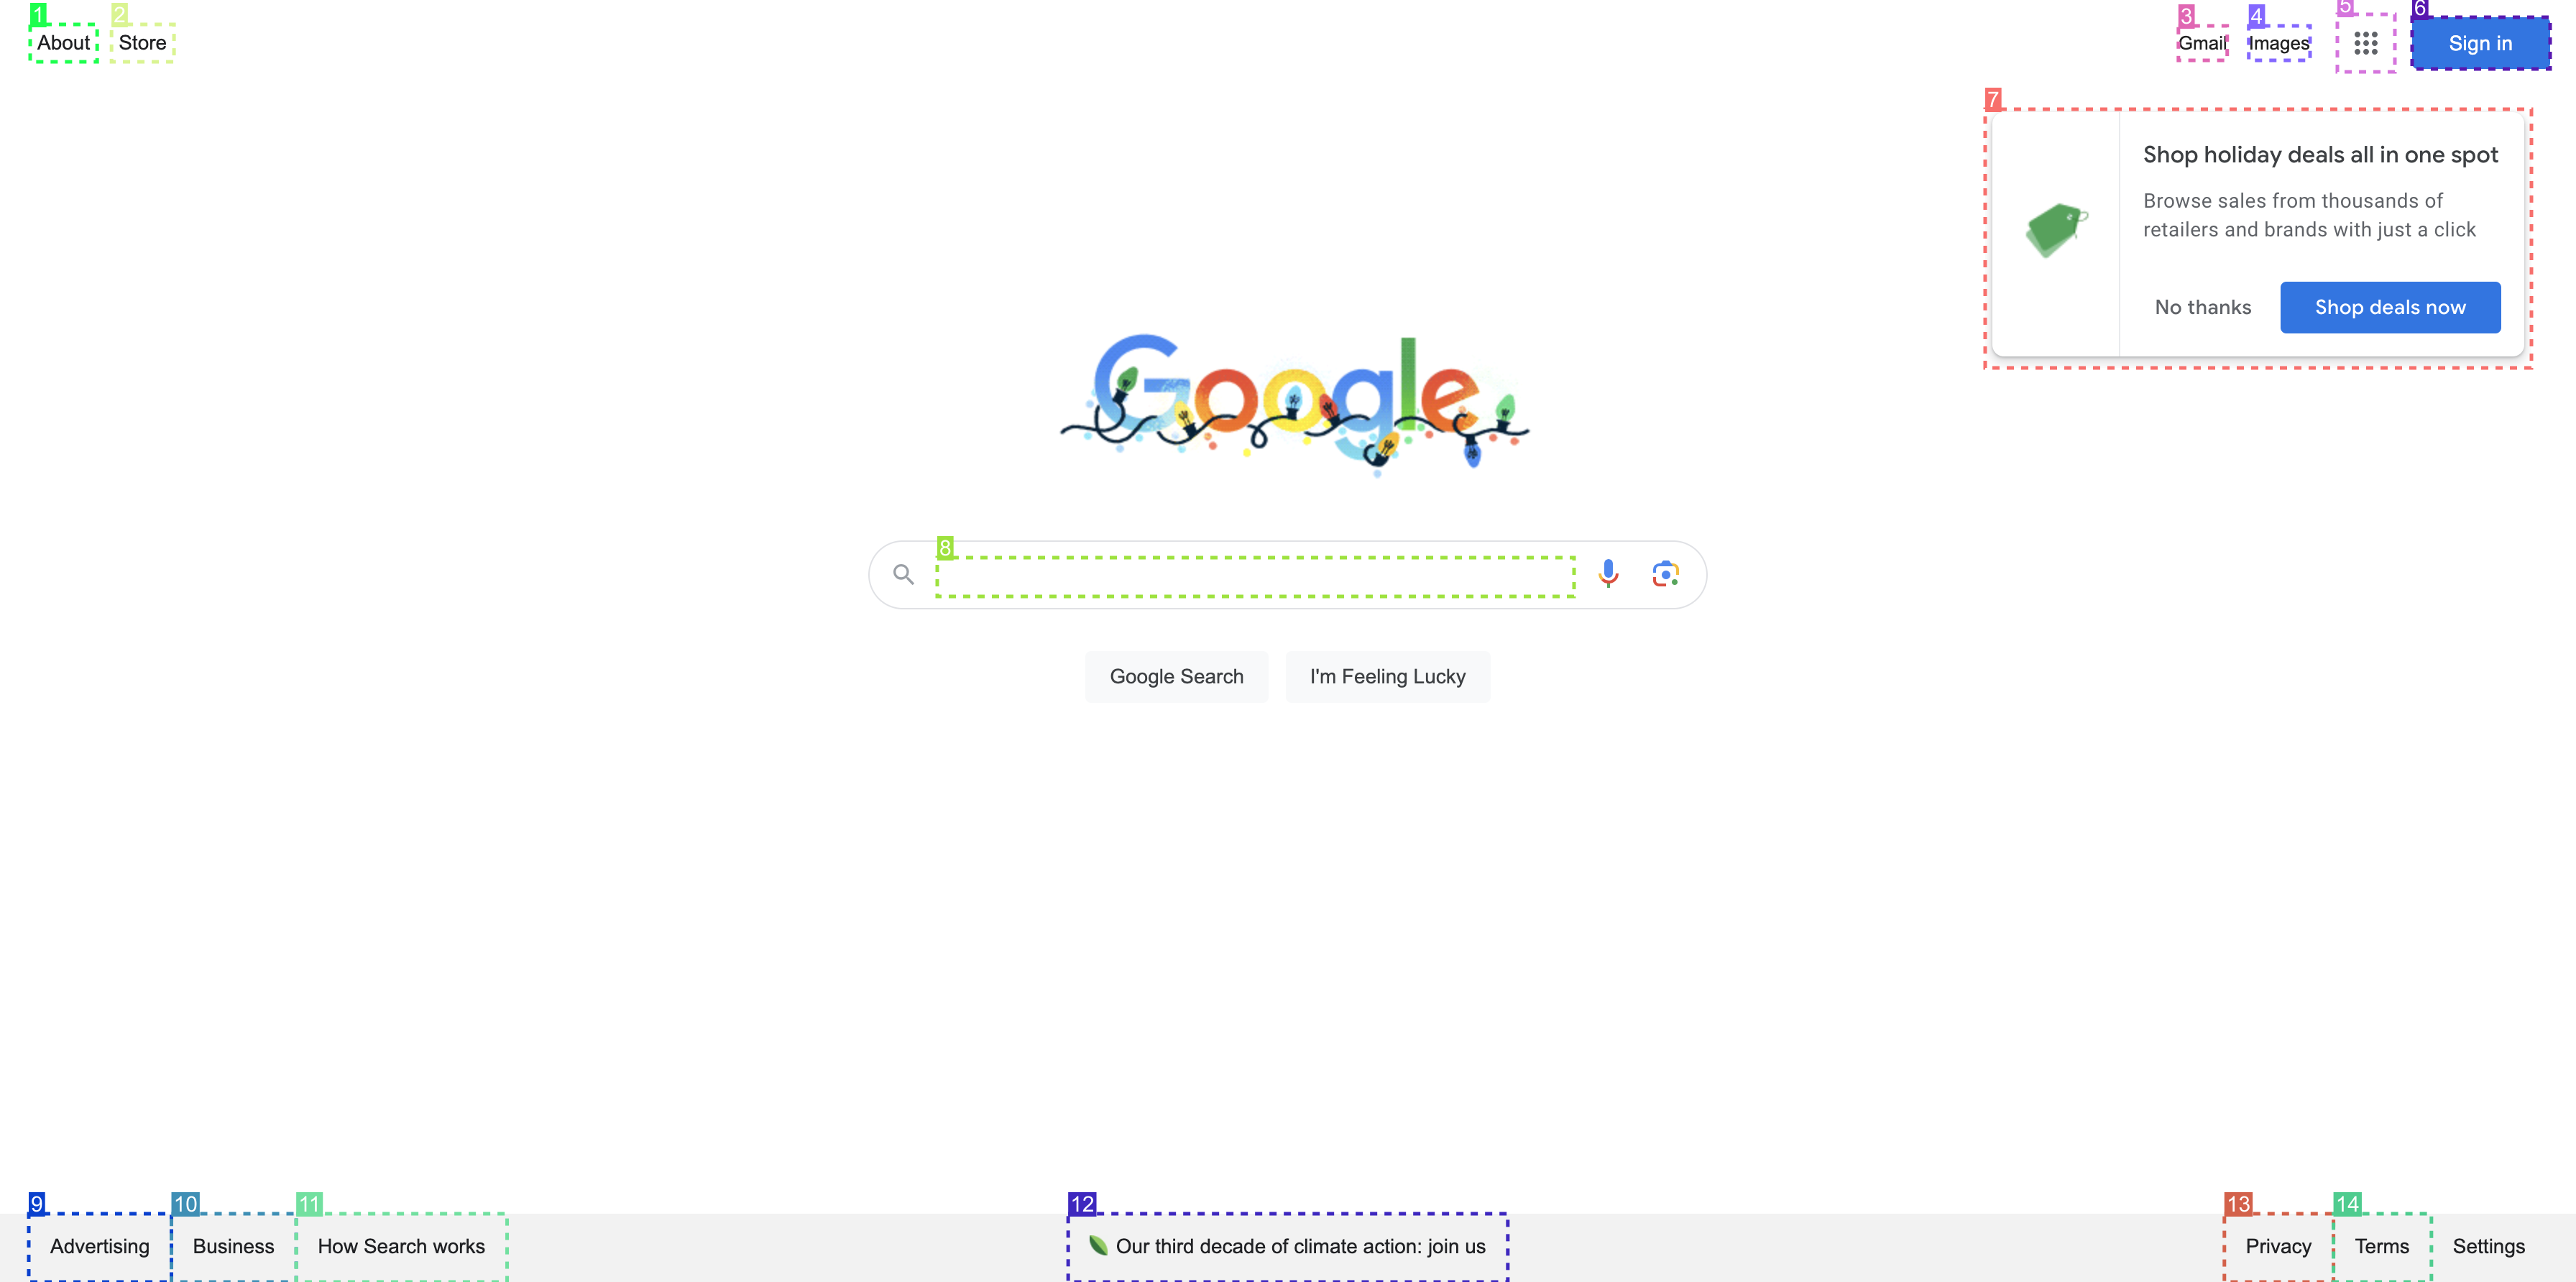 1
2
About
Store
3
4
5
6
Gmail
Images
Sign in
7
Shop holiday deals all in one spot
Browse sales from thousands of
retailers and brands with just a click
No thanks
Shop deals now
Google
8
Google Search
I'm Feeling Lucky
9
10
11
12
13
14
Advertising
Business
How Search works
Our third decade of climate action: join us
Privacy
Terms
Settings